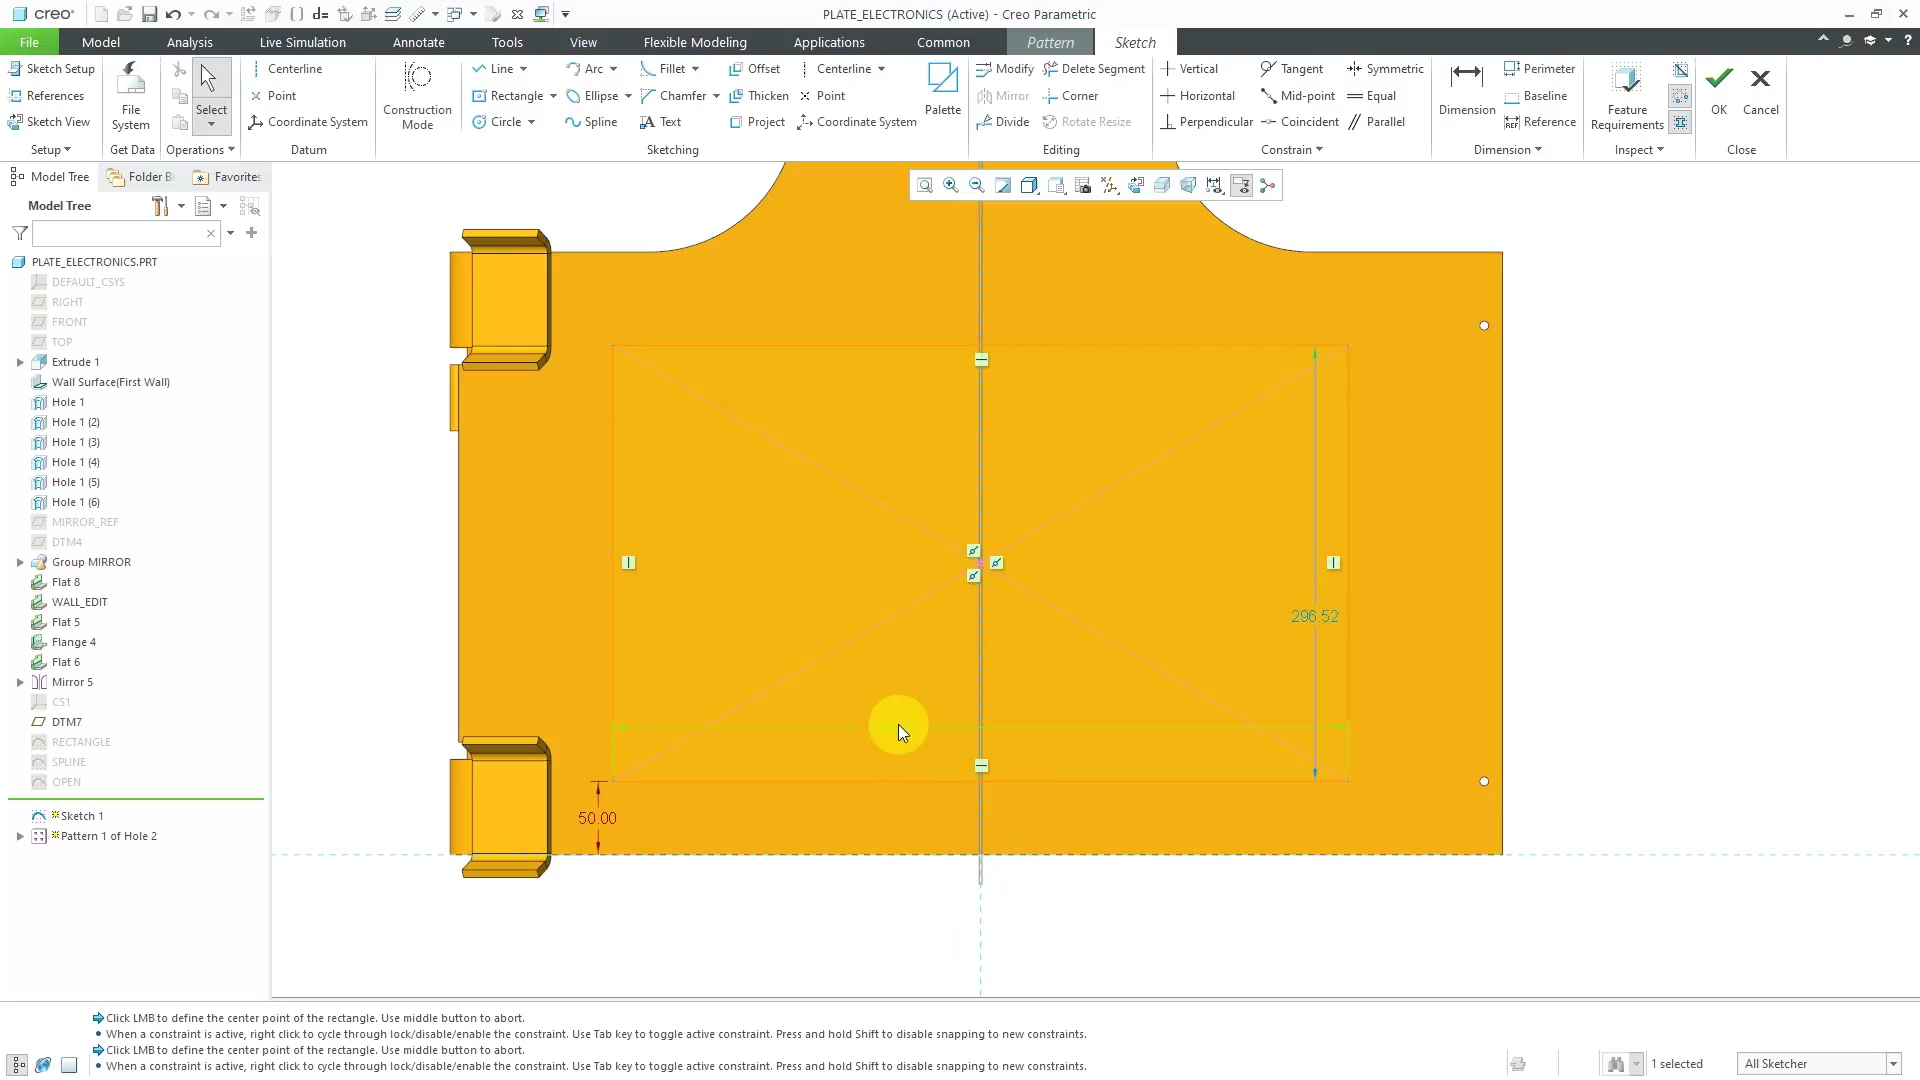 creo®
PLATE_ELECTRONICS (Active) - Creo Parametric
File Model Analysis Live Simulation Annotate Tools View Flexible Modeling Applications Common Pattern Sketch
Sketch Setup
References
Sketch View
Setup
File System
Get Data
Select
Operations
Centerline
Point
Coordinate System
Datum
Construction Mode
Line Arc Fillet Offset Centerline
Rectangle Ellipse Chamfer Thicken Point
Circle Spline Text Project Coordinate System
Palette
Sketching
Modify Delete Segment
Mirror Corner
Divide Rotate Resize
Editing
Vertical Tangent Symmetric
Horizontal Mid-point Equal
Perpendicular Coincident Parallel
Constrain
Dimension
Perimeter
Baseline
REF Reference
Dimension
Feature Requirements
Inspect
OK Cancel
Close
Model Tree Folder B Favorites
Model Tree
PLATE_ELECTRONICS.PRT
DEFAULT_CSYS
RIGHT
FRONT
TOP
Extrude 1
Wall Surface(First Wall)
Hole 1
Hole 1 (2)
Hole 1 (3)
Hole 1 (4)
Hole 1 (5)
Hole 1 (6)
MIRROR_REF
DTM4
Group MIRROR
Flat 8
WALL_EDIT
Flat 5
Flange 4
Flat 6
Mirror 5
CS1
DTM7
RECTANGLE
SPLINE
OPEN
Sketch 1
Pattern 1 of Hole 2
296.52
50.00
Click LMB to define the center point of the rectangle. Use middle button to abort.
• When a constraint is active, right click to cycle through lock/disable/enable the constraint. Use Tab key to toggle active constraint. Press and hold Shift to disable snapping to new constraints.
Click LMB to define the center point of the rectangle. Use middle button to abort.
• When a constraint is active, right click to cycle through lock/disable/enable the constraint. Use Tab key to toggle active constraint. Press and hold Shift to disable snapping to new constraints.
1 selected
All Sketcher